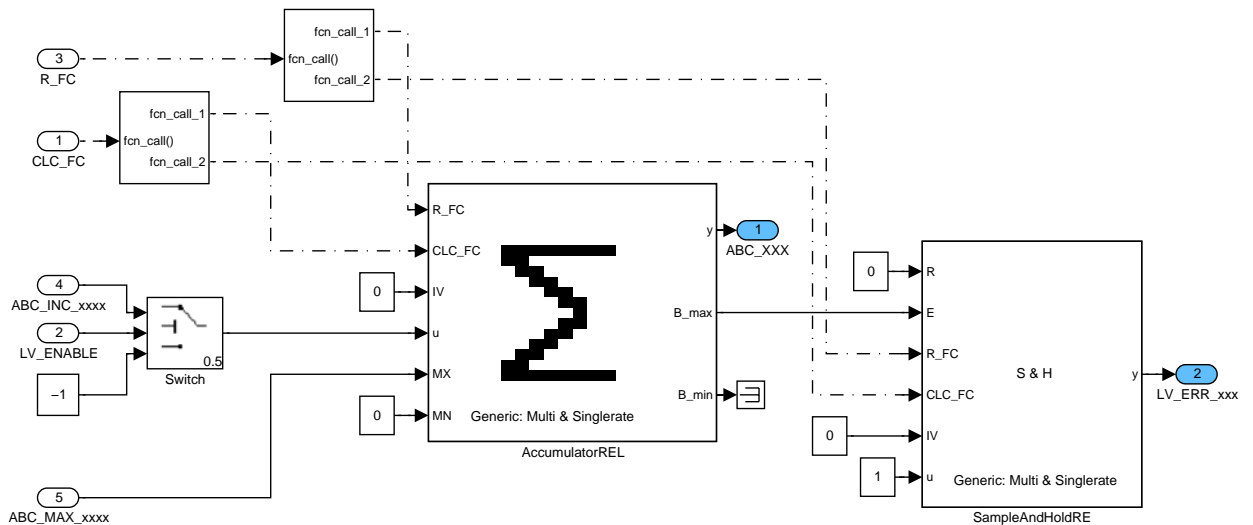 fcn_call_1
3
fcn_call()
R_FC
fcn_call_2
fcn_call_1
1
fcn_call()
CLC_FC
fcn_call_2
R_FC
y
1
ABC_XXX
CLC_FC
0
R
4
0
IV
ABC_INC_xxxx
B_max
E
2
u
LV_ENABLE
0.5
R_FC
Switch
S & H
MX
y
2
−1
B_min
CLC_FC
LV_ERR_xxx
0
MN
Generic: Multi & Singlerate
0
IV
AccumulatorREL
1
u
Generic: Multi & Singlerate
5
ABC_MAX_xxxx
SampleAndHoldRE